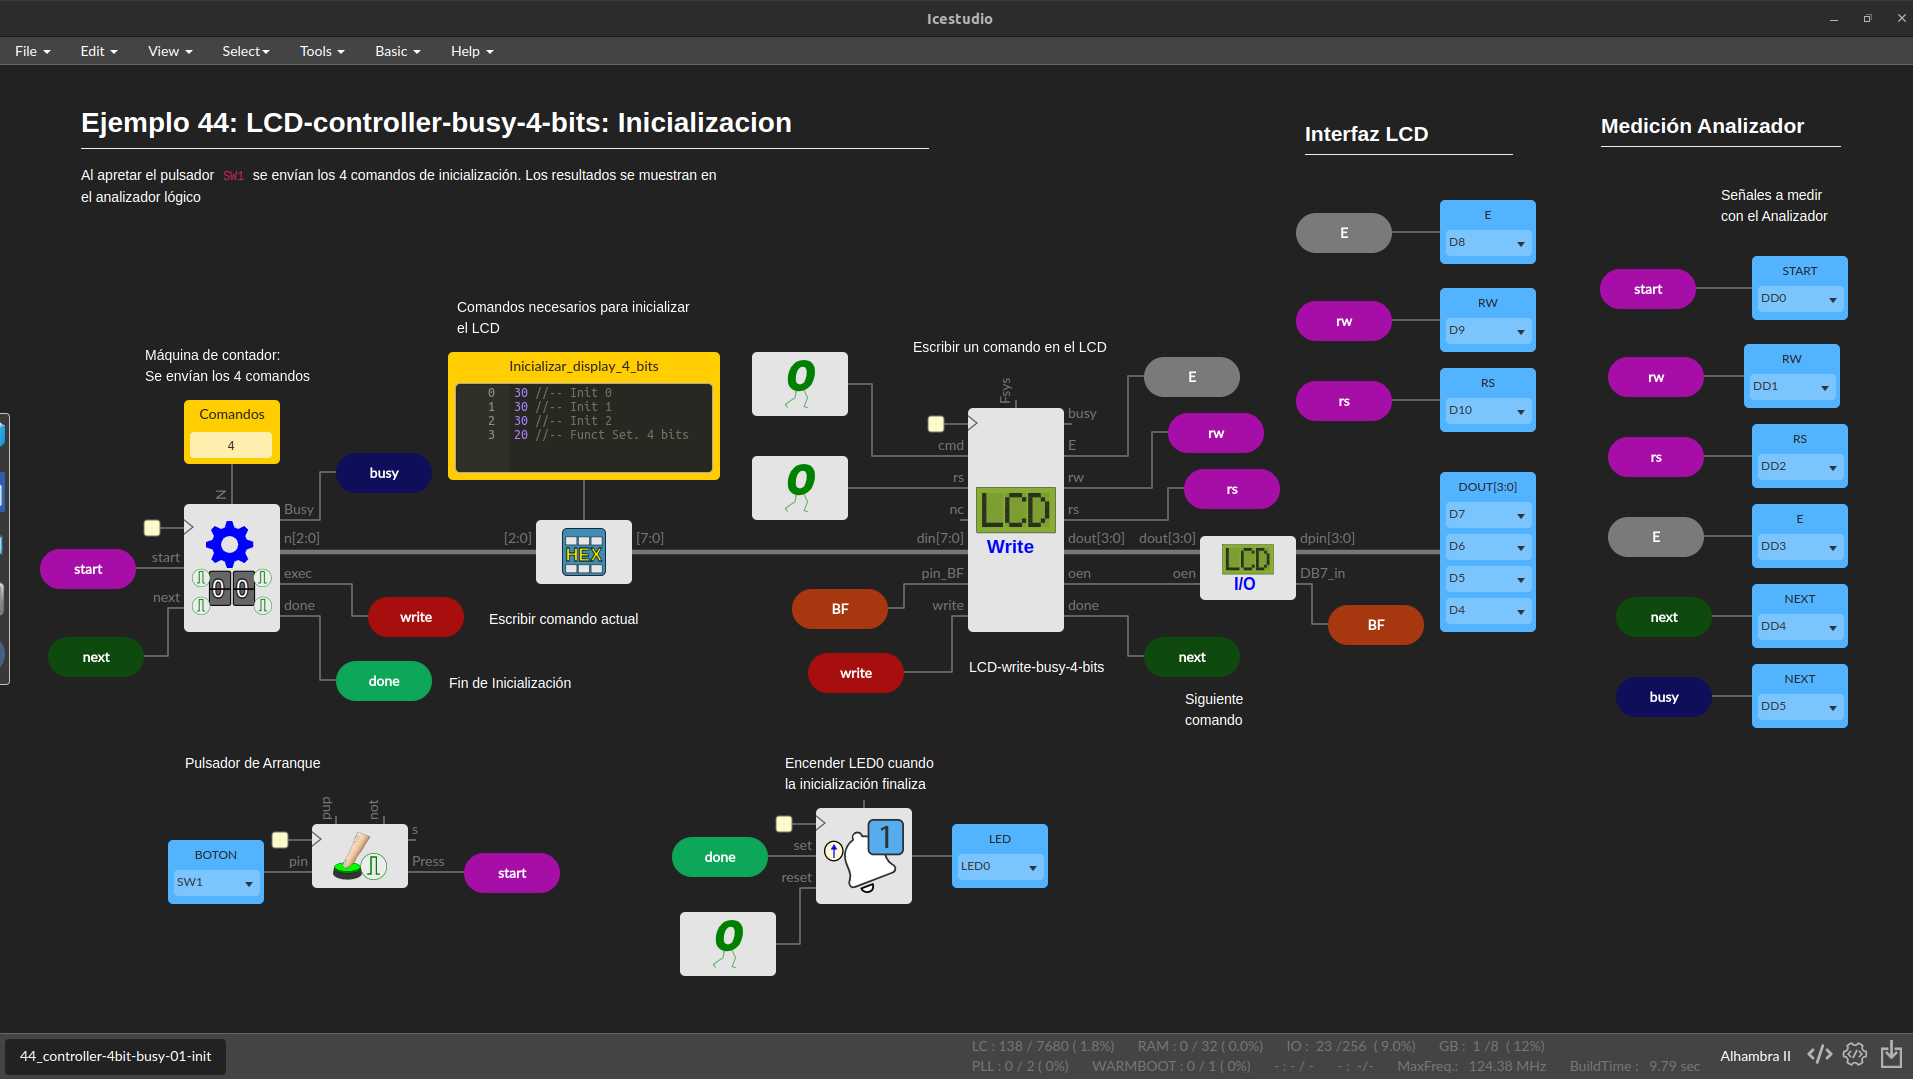 Icestudio
File Edit View Select Tools Basic Help
Ejemplo 44: LCD-controller-busy-4-bits: Inicializacion
Al apretar el pulsador SW1 se envían los 4 comandos de inicialización. Los resultados se muestran en
el analizador lógico
Interfaz LCD
Medición Analizador
Señales a medir
con el Analizador
E
E
D8
rw
RW
D9
rs
RS
D10
DOUT[3:0]
D7
D6
D5
D4
start
START
DD0
rw
RW
DD1
rs
RS
DD2
E
E
DD3
next
NEXT
DD4
busy
NEXT
DD5
Máquina de contador:
Se envían los 4 comandos
Comandos
4
N
start
next
start
next
Busy
n[2:0]
exec
done
busy
write
done
Escribir comando actual
Fin de Inicialización
Comandos necesarios para inicializar
el LCD
Inicializar_display_4_bits
0 30 //-- Init 0
1 30 //-- Init 1
2 30 //-- Init 2
3 20 //-- Funct Set. 4 bits
[2:0]
HEX
[7:0]
0
0
Escribir un comando en el LCD
Fsys
cmd
rs
nc
din[7:0]
pin_BF
write
LCD
Write
busy
E
rw
rs
dout[3:0]
oen
done
BF
write
LCD-write-busy-4-bits
E
rw
rs
dout[3:0]
oen
LCD
I/O
dpin[3:0]
DB7_in
BF
next
Siguiente
comando
Pulsador de Arranque
BOTON
SW1
pup
not
pin
s
Press
start
Encender LED0 cuando
la inicialización finaliza
done
set
reset
1
0
0 0
LED
LED0
44_controller-4bit-busy-01-init
LC : 138 / 7680 ( 1.8%) RAM : 0 / 32 ( 0.0%) IO : 23 /256 ( 9.0%) GB : 1 /8 ( 12%)
PLL : 0 / 2 ( 0%) WARMBOOT : 0 / 1 ( 0%) - : - / - - : -/- MaxFreq.: 124.38 MHz BuildTime : 9.79 sec
Alhambra II